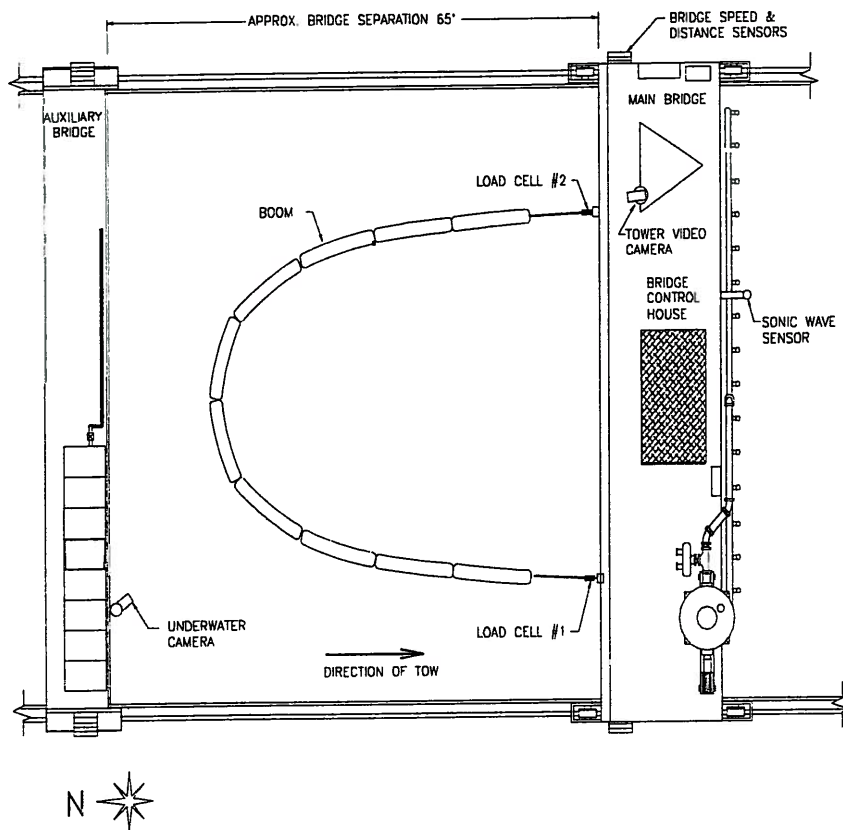 APPROX. BRIDGE SEPARATION 65'
BRIDGE SPEED &
DISTANCE SENSORS
AUXILIARY
BRIDGE
MAIN BRIDGE
LOAD CELL #2
BOOM
TOWER VIDEO
CAMERA
BRIDGE
CONTROL
HOUSE
SONIC WAVE
SENSOR
UNDERWATER
CAMERA
LOAD CELL #1
DIRECTION OF TOW
N